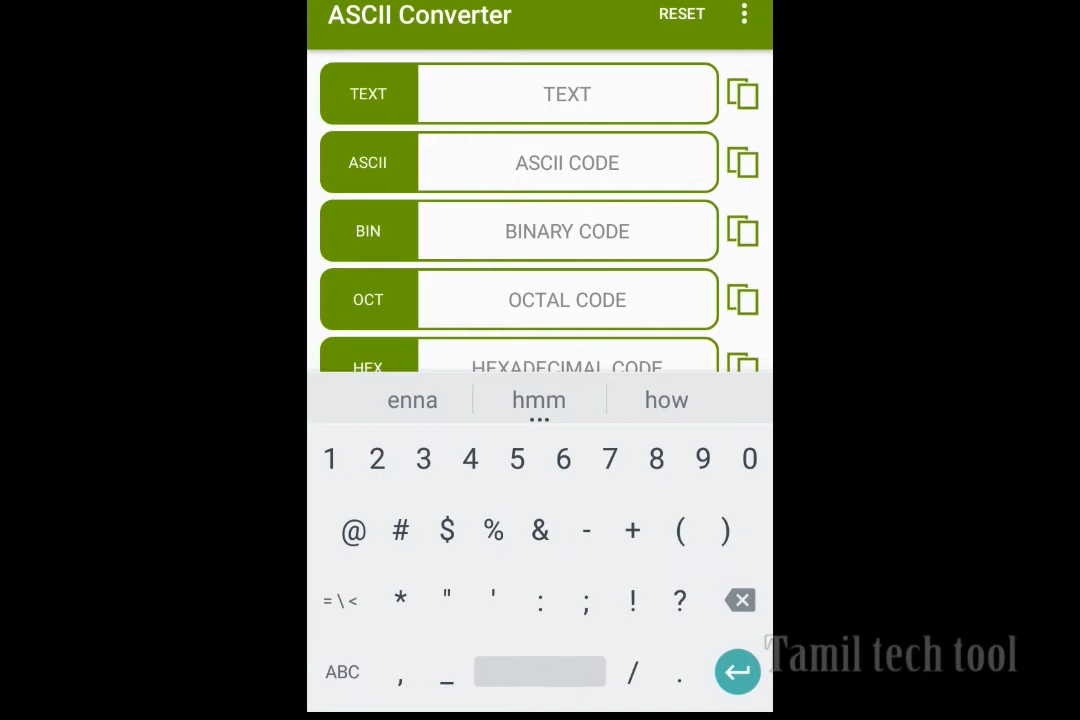 ASCII Converter RESET
TEXT TEXT
ASCII ASCII CODE
BIN BINARY CODE
OCT OCTAL CODE
HEX HEXADECIMAL CODE
enna hmm how
1 2 3 4 5 6 7 8 9 0
@ # $ % & - + ( )
= \ < * " ' : ; ! ?
ABC , _ / .
Tamil tech tool